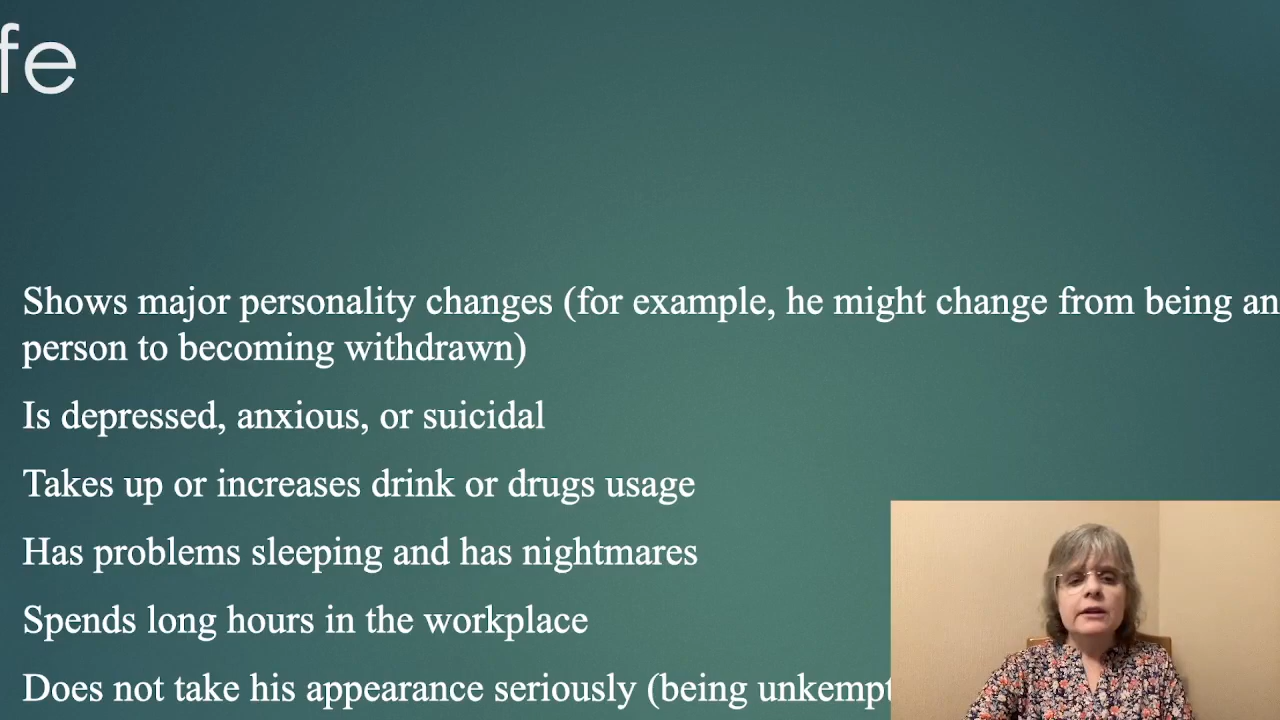 fe
Shows major personality changes (for example, he might change from being an
person to becoming withdrawn)
Is depressed, anxious, or suicidal
Takes up or increases drink or drugs usage
Has problems sleeping and has nightmares
Spends long hours in the workplace
Does not take his appearance seriously (being unkempt